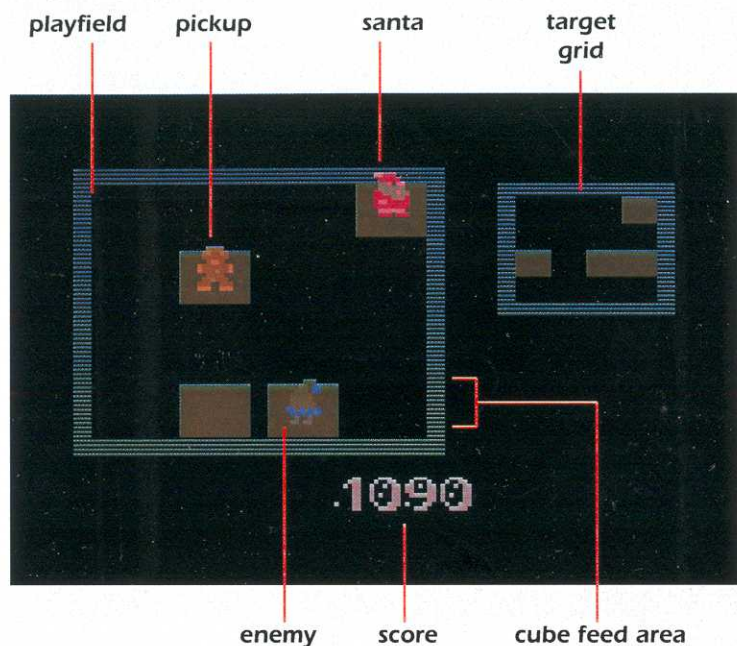 playfield pickup santa target
grid
.1090
enemy score cube feed area